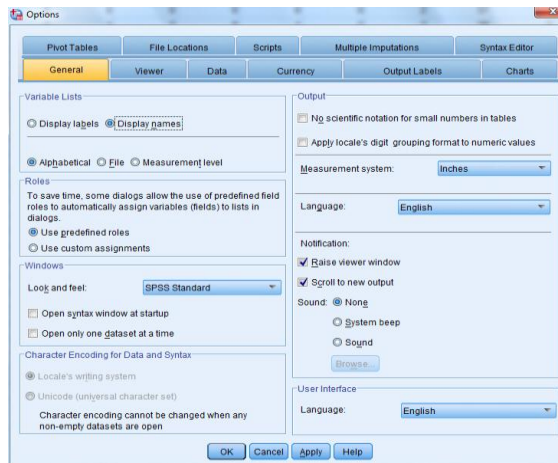 Options
Pivot Tables
File Locations
Scripts
Multiple Imputations
Syntax Editor
General
Viewer
Data
Currency
Output Labels
Charts
Variable Lists
Display labels
Display names
Alphabetical
File
Measurement level
Roles
To save time, some dialogs allow the use of predefined field
roles to automatically assign variables (fields) to lists in
dialogs.
Use predefined roles
Use custom assignments
Windows
Look and feel:
SPSS Standard
Open syntax window at startup
Open only one dataset at a time
Character Encoding for Data and Syntax
Locale's writing system
Unicode (universal character set)
Character encoding cannot be changed when any
non-empty datasets are open
Output
No scientific notation for small numbers in tables
Apply locale's digit grouping format to numeric values
Measurement system:
Inches
Language:
English
Notification:
Raise viewer window
Scroll to new output
Sound:
None
System beep
Sound
Browse...
User Interface
Language:
English
OK
Cancel
Apply
Help